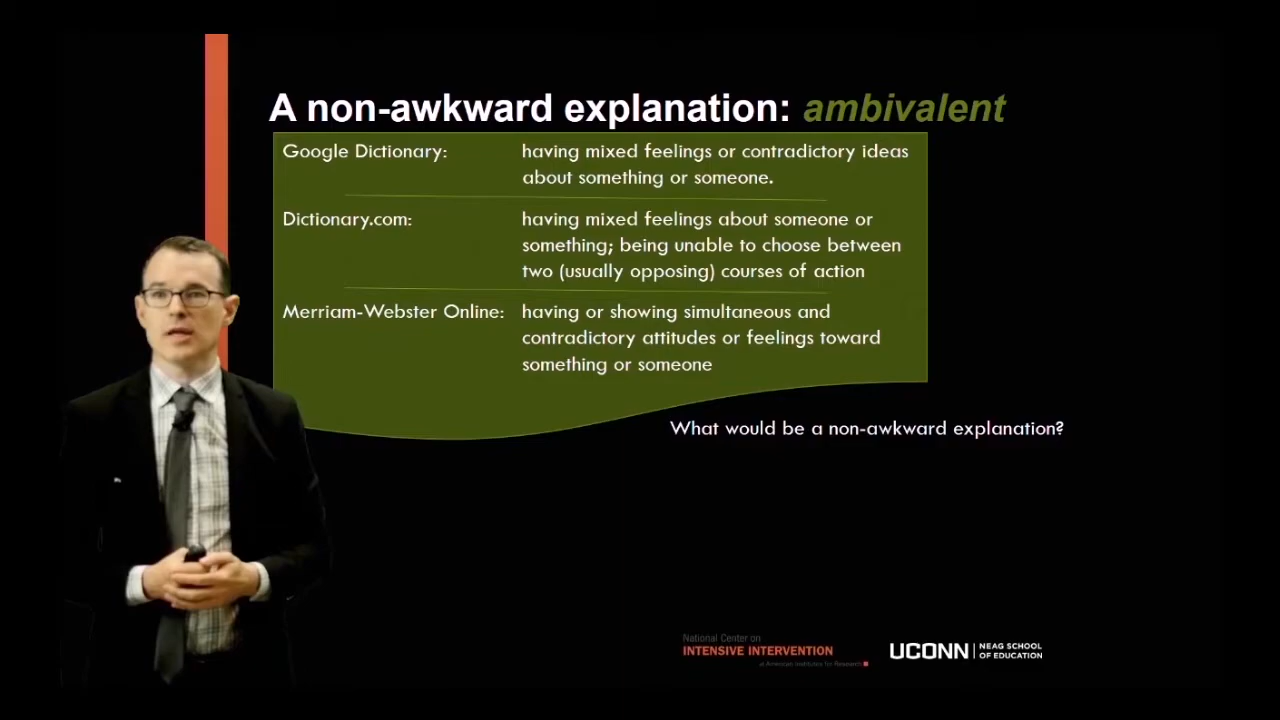 A non-awkward explanation: ambivalent
Google Dictionary: having mixed feelings or contradictory ideas
about something or someone.
Dictionary.com: having mixed feelings about someone or
something; being unable to choose between
two (usually opposing) courses of action
Merriam-Webster Online: having or showing simultaneous and
contradictory attitudes or feelings toward
something or someone
What would be a non-awkward explanation?
National Center on
INTENSIVE INTERVENTION
at American Institutes for Research
UCONN | NEAG SCHOOL
OF EDUCATION